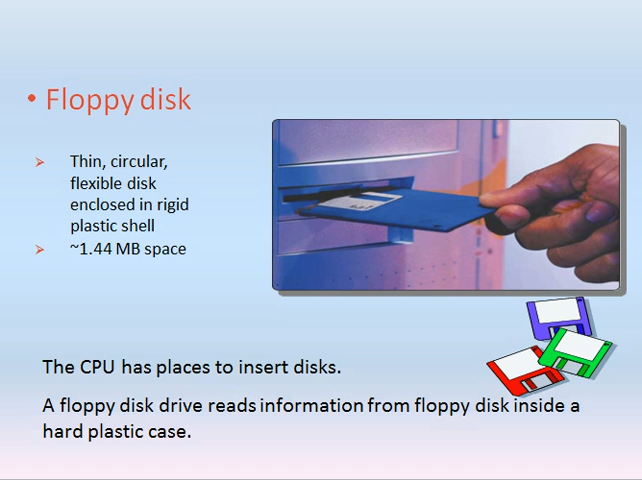 • Floppy disk
➢ Thin, circular,
flexible disk
enclosed in rigid
plastic shell
➢ ~1.44 MB space
The CPU has places to insert disks.
A floppy disk drive reads information from floppy disk inside a
hard plastic case.